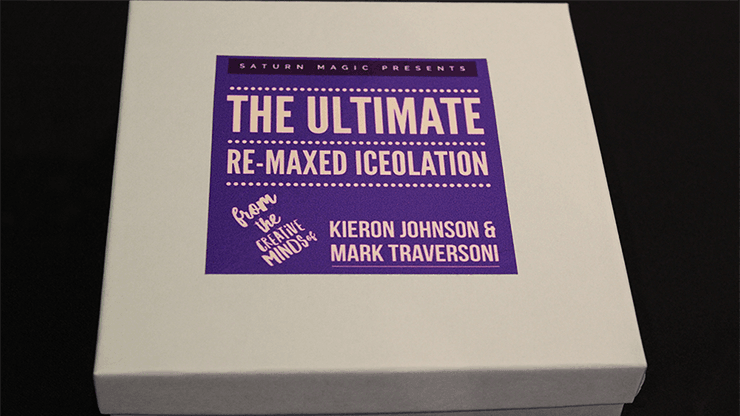 SATURN MAGIC PRESENTS
THE ULTIMATE
RE-MAXED ICEOLATION
from
the
CREATIVE
MINDS of
KIERON JOHNSON &
MARK TRAVERSONI